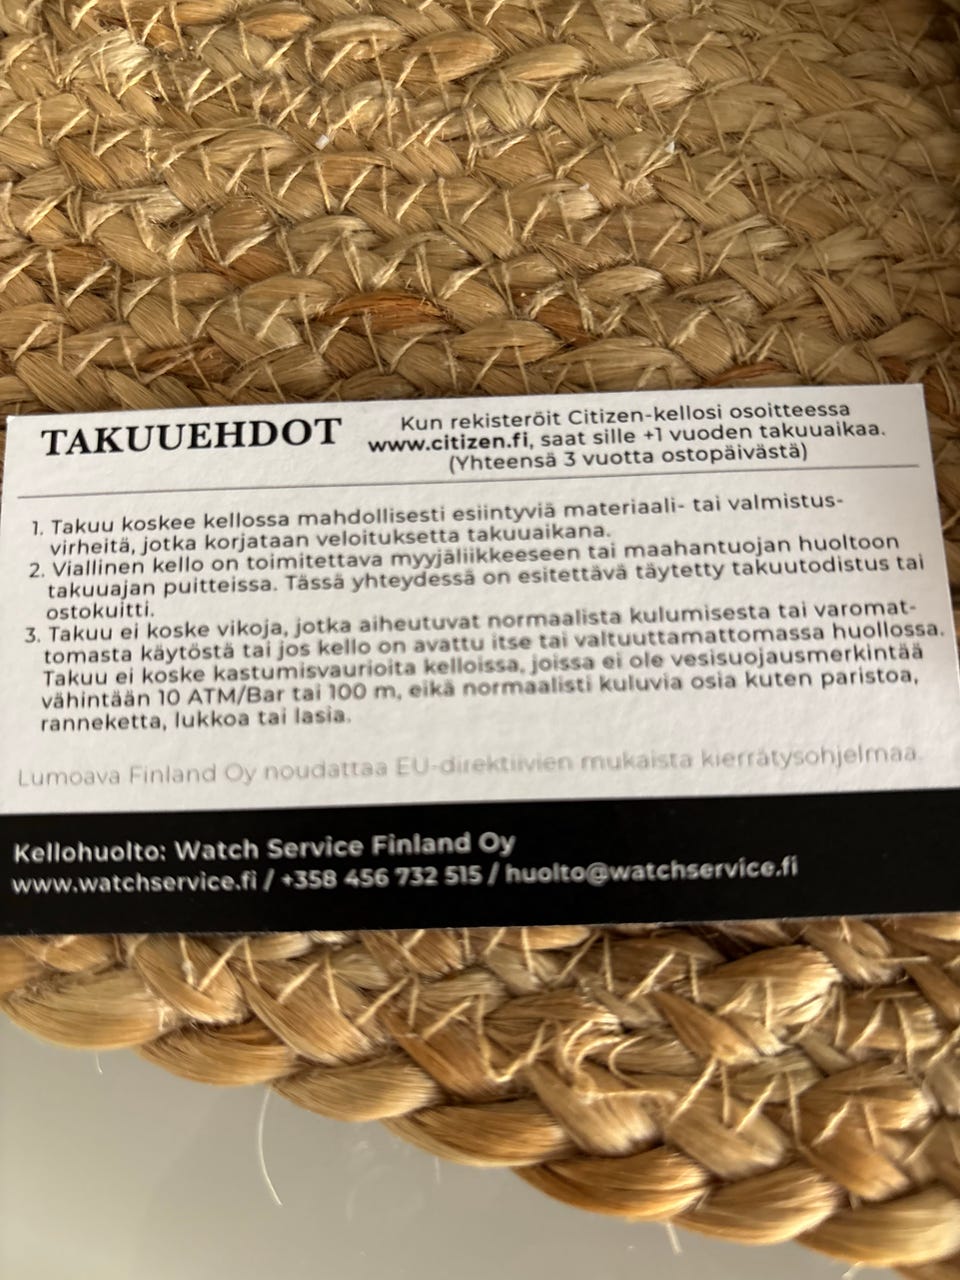 TAKUUEHDOT
Kun rekisteröit Citizen-kellosi osoitteessa
www.citizen.fi, saat sille +1 vuoden takuuaikaa.
(Yhteensä 3 vuotta ostopäivästä)
1. Takuu koskee kellossa mahdollisesti esiintyviä materiaali- tai valmistus-
virheitä, jotka korjataan veloituksetta takuuaikana.
2. Viallinen kello on toimitettava myyjäliikkeeseen tai maahantuojan huoltoon
takuuajan puitteissa. Tässä yhteydessä on esitettävä täytetty takuutodistus tai
ostokuitti.
3. Takuu ei koske vikoja, jotka aiheutuvat normaalista kulumisesta tai varomat-
tomasta käytöstä tai jos kello on avattu itse tai valtuuttamattomassa huollossa.
Takuu ei koske kastumisvaurioita kelloissa, joissa ei ole vesisuojausmerkintää
vähintään 10 ATM/Bar tai 100 m, eikä normaalisti kuluvia osia kuten paristoa,
ranneketta, lukkoa tai lasia.
Lumoava Finland Oy noudattaa EU-direktiivien mukaista kierrätysohjelmaa.
Kellohuolto: Watch Service Finland Oy
www.watchservice.fi / +358 456 732 515 / huolto@watchservice.fi